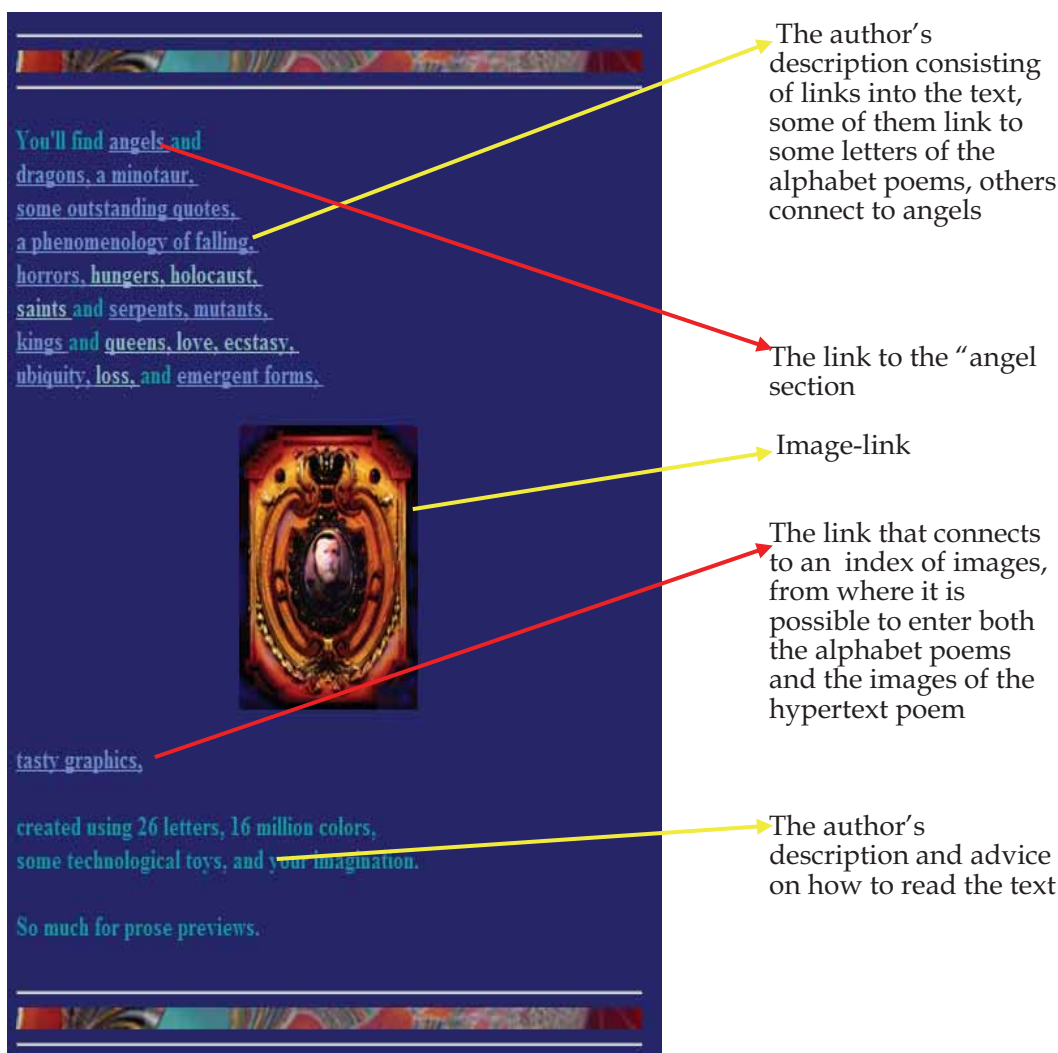 You'll find angels and
dragons, a minotaur,
some outstanding quotes,
a phenomenology of falling,
horrors, hungers, holocaust,
saints and serpents, mutants,
kings and queens, love, ecstasy,
ubiquity, loss, and emergent forms,
tasty graphics,
created using 26 letters, 16 million colors,
some technological toys, and your imagination.
So much for prose previews.
The author’s
description consisting
of links into the text,
some of them link to
some letters of the
alphabet poems, others
connect to angels
The link to the “angel
section
Image-link
The link that connects
to an index of images,
from where it is
possible to enter both
the alphabet poems
and the images of the
hypertext poem
The author’s
description and advice
on how to read the text